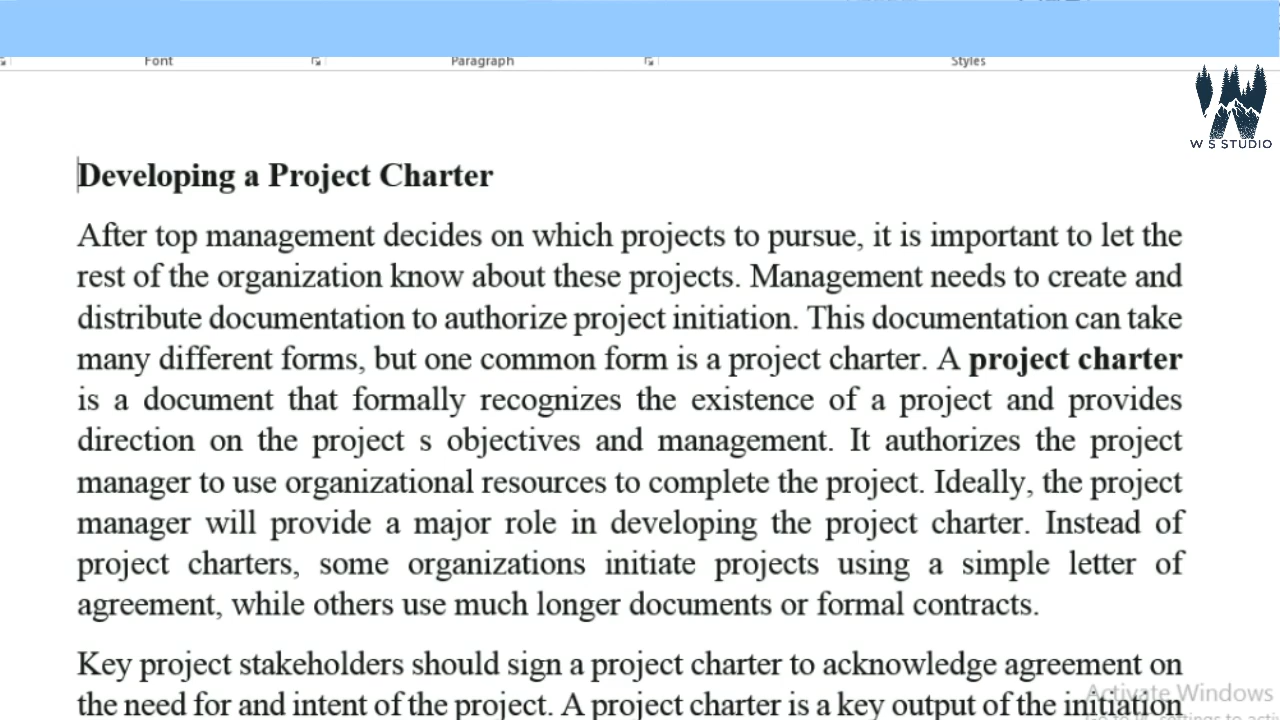 Font
Paragraph
Styles
W S STUDIO
Developing a Project Charter
After top management decides on which projects to pursue, it is important to let the
rest of the organization know about these projects. Management needs to create and
distribute documentation to authorize project initiation. This documentation can take
many different forms, but one common form is a project charter. A project charter
is a document that formally recognizes the existence of a project and provides
direction on the project s objectives and management. It authorizes the project
manager to use organizational resources to complete the project. Ideally, the project
manager will provide a major role in developing the project charter. Instead of
project charters, some organizations initiate projects using a simple letter of
agreement, while others use much longer documents or formal contracts.
Key project stakeholders should sign a project charter to acknowledge agreement on
the need for and intent of the project. A project charter is a key output of the initiation
Activate Windows